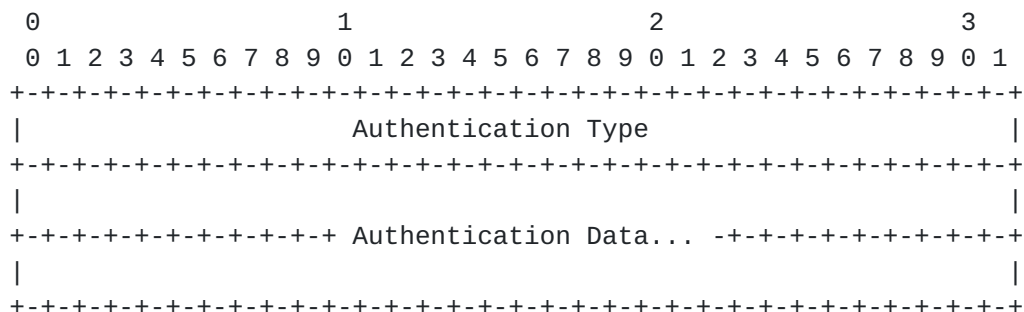 0                   1                   2                   3
0 1 2 3 4 5 6 7 8 9 0 1 2 3 4 5 6 7 8 9 0 1 2 3 4 5 6 7 8 9 0 1
+-+-+-+-+-+-+-+-+-+-+-+-+-+-+-+-+-+-+-+-+-+-+-+-+-+-+-+-+-+-+-+-+
|                     Authentication Type                       |
+-+-+-+-+-+-+-+-+-+-+-+-+-+-+-+-+-+-+-+-+-+-+-+-+-+-+-+-+-+-+-+-+
|                                                               |
+-+-+-+-+-+-+-+-+-+-+ Authentication Data... -+-+-+-+-+-+-+-+-+-+
|                                                               |
+-+-+-+-+-+-+-+-+-+-+-+-+-+-+-+-+-+-+-+-+-+-+-+-+-+-+-+-+-+-+-+-+